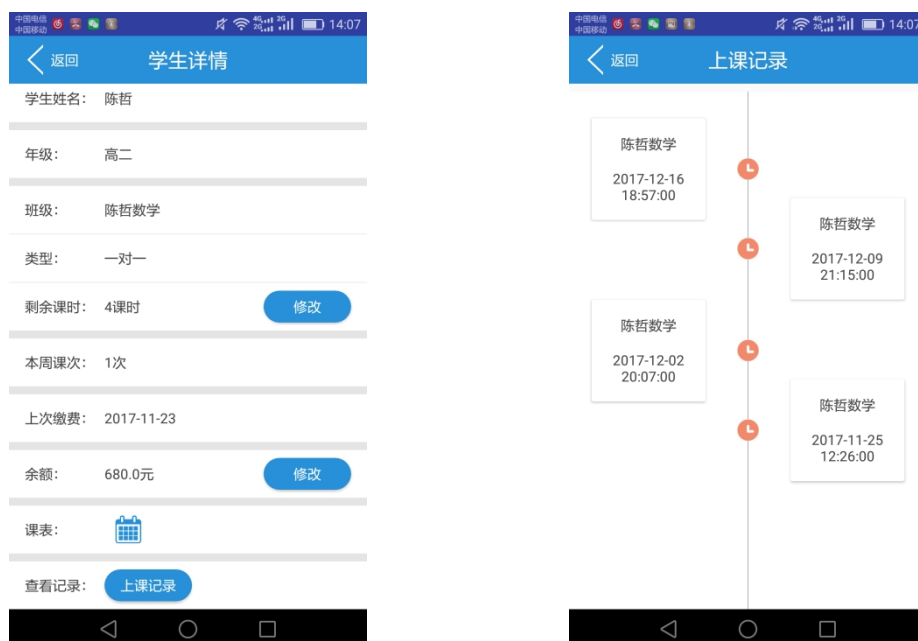 中国电信
中国移动
4G
2G
2G
14:07
返回
学生详情
学生姓名： 陈哲
年级： 高二
班级： 陈哲数学
类型： 一对一
剩余课时： 4课时
修改
本周课次： 1次
上次缴费： 2017-11-23
余额： 680.0元
修改
课表：
查看记录：
上课记录
中国电信
中国移动
4G
2G
2G
14:07
返回
上课记录
陈哲数学
2017-12-16
18:57:00
陈哲数学
2017-12-09
21:15:00
陈哲数学
2017-12-02
20:07:00
陈哲数学
2017-11-25
12:26:00